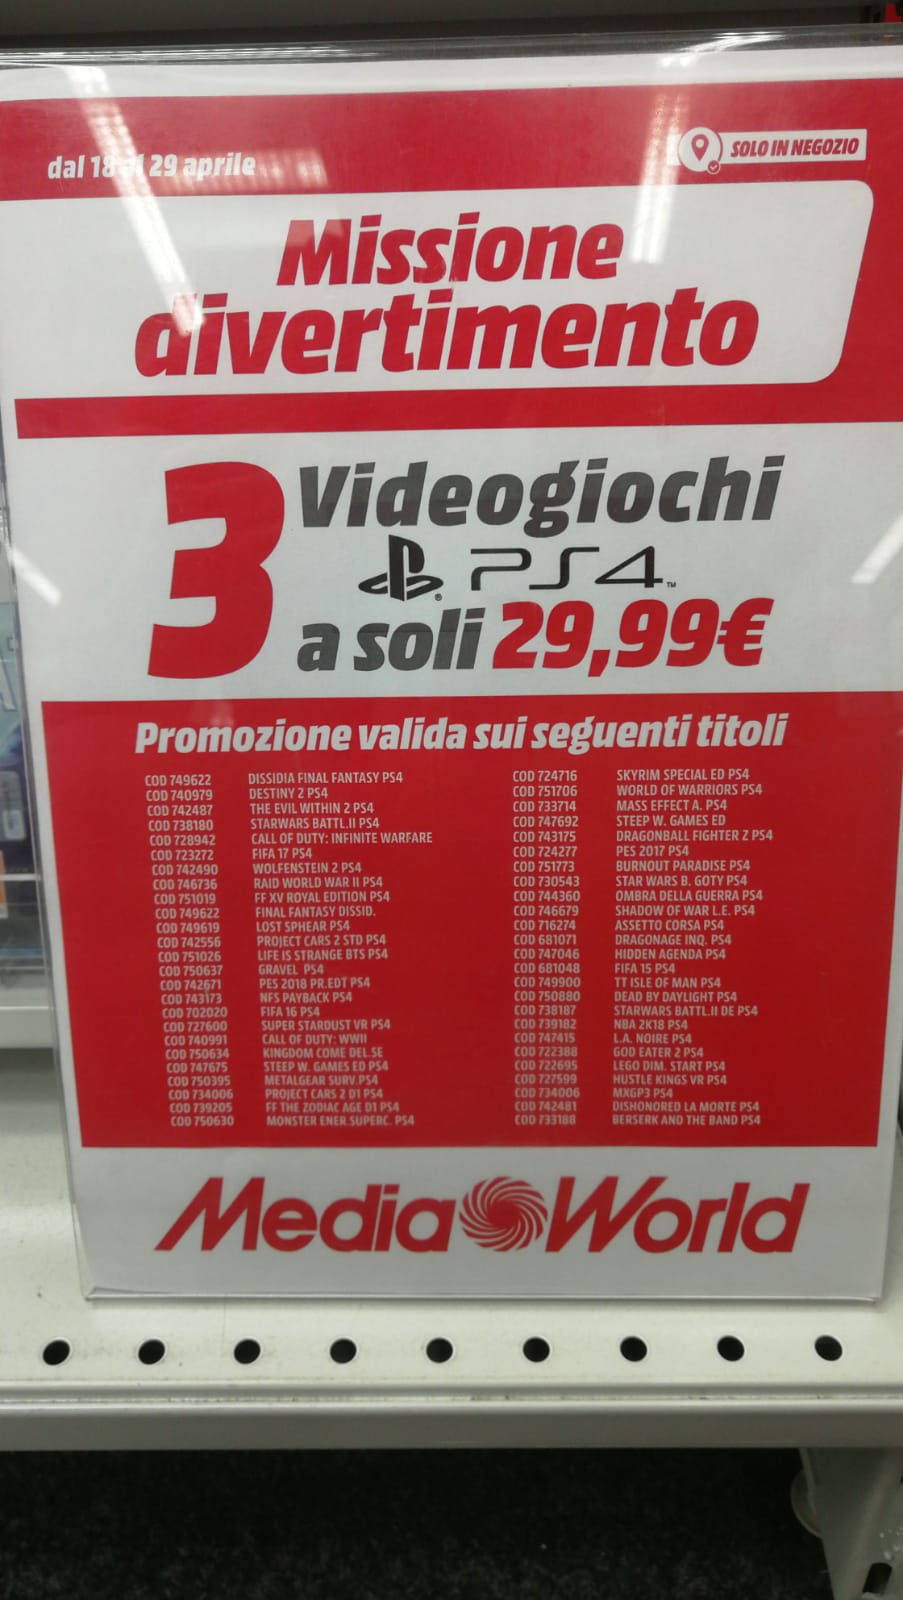 dal 18 al 29 aprile
SOLO IN NEGOZIO
Missione
divertimento
3 Videogiochi
PS4™
a soli 29,99€
Promozione valida sui seguenti titoli
COD 749622 DISSIDIA FINAL FANTASY PS4
COD 740979 DESTINY 2 PS4
COD 742487 THE EVIL WITHIN 2 PS4
COD 738180 STARWARS BATTL.II PS4
COD 728942 CALL OF DUTY: INFINITE WARFARE
COD 723272 FIFA 17 PS4
COD 742490 WOLFENSTEIN 2 PS4
COD 746736 RAID WORLD WAR II PS4
COD 751019 FF XV ROYAL EDITION PS4
COD 749622 FINAL FANTASY DISSID.
COD 749619 LOST SPHEAR PS4
COD 742556 PROJECT CARS 2 STD PS4
COD 751026 LIFE IS STRANGE BTS PS4
COD 750637 GRAVEL PS4
COD 742671 PES 2018 PR.EDT PS4
COD 743173 NFS PAYBACK PS4
COD 702020 FIFA 16 PS4
COD 727600 SUPER STARDUST VR PS4
COD 740991 CALL OF DUTY: WWII
COD 750634 KINGDOM COME DEL.SE
COD 747675 STEEP W. GAMES ED PS4
COD 750395 METALGEAR SURV.PS4
COD 734006 PROJECT CARS 2 D1 PS4
COD 739205 FF THE ZODIAC AGE D1 PS4
COD 750630 MONSTER ENER.SUPERC. PS4
COD 724716 SKYRIM SPECIAL ED PS4
COD 751706 WORLD OF WARRIORS PS4
COD 733714 MASS EFFECT A. PS4
COD 747692 STEEP W. GAMES ED
COD 743175 DRAGONBALL FIGHTER Z PS4
COD 724277 PES 2017 PS4
COD 751773 BURNOUT PARADISE PS4
COD 730543 STAR WARS B. GOTY PS4
COD 744360 OMBRA DELLA GUERRA PS4
COD 746679 SHADOW OF WAR L.E. PS4
COD 716274 ASSETTO CORSA PS4
COD 681071 DRAGONAGE INQ. PS4
COD 747046 HIDDEN AGENDA PS4
COD 681048 FIFA 15 PS4
COD 749900 TT ISLE OF MAN PS4
COD 750880 DEAD BY DAYLIGHT PS4
COD 738187 STARWARS BATTL.II DE PS4
COD 739182 NBA 2K18 PS4
COD 747415 L.A. NOIRE PS4
COD 722388 GOD EATER 2 PS4
COD 722695 LEGO DIM. START PS4
COD 727599 HUSTLE KINGS VR PS4
COD 734006 MXGP3 PS4
COD 742481 DISHONORED LA MORTE PS4
COD 733188 BERSERK AND THE BAND PS4
MediaWorld